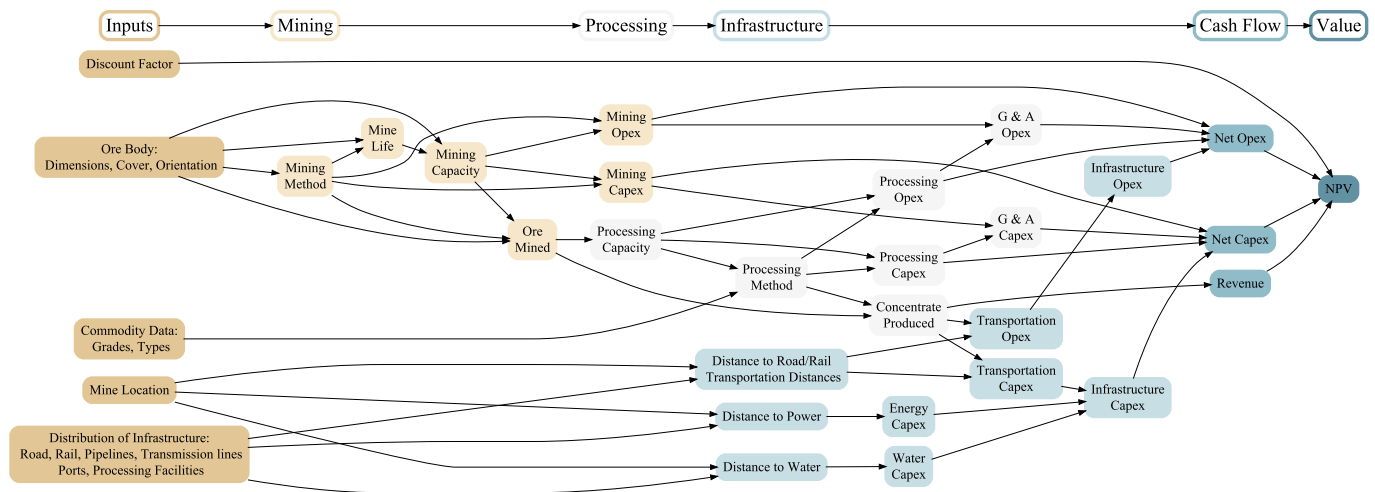 Inputs
Mining
Processing
Infrastructure
Cash Flow
Value
Discount Factor
Ore Body:
Dimensions, Cover, Orientation
Mining
Method
Mine
Life
Mining
Capacity
Ore
Mined
Mining
Opex
Mining
Capex
Processing
Capacity
Processing
Method
Processing
Opex
Processing
Capex
Concentrate
Produced
G & A
Opex
G & A
Capex
Infrastructure
Opex
Net Opex
Net Capex
Revenue
NPV
Commodity Data:
Grades, Types
Mine Location
Distribution of Infrastructure:
Road, Rail, Pipelines, Transmission lines
Ports, Processing Facilities
Distance to Road/Rail
Transportation Distances
Distance to Power
Distance to Water
Transportation
Opex
Transportation
Capex
Energy
Capex
Water
Capex
Infrastructure
Capex